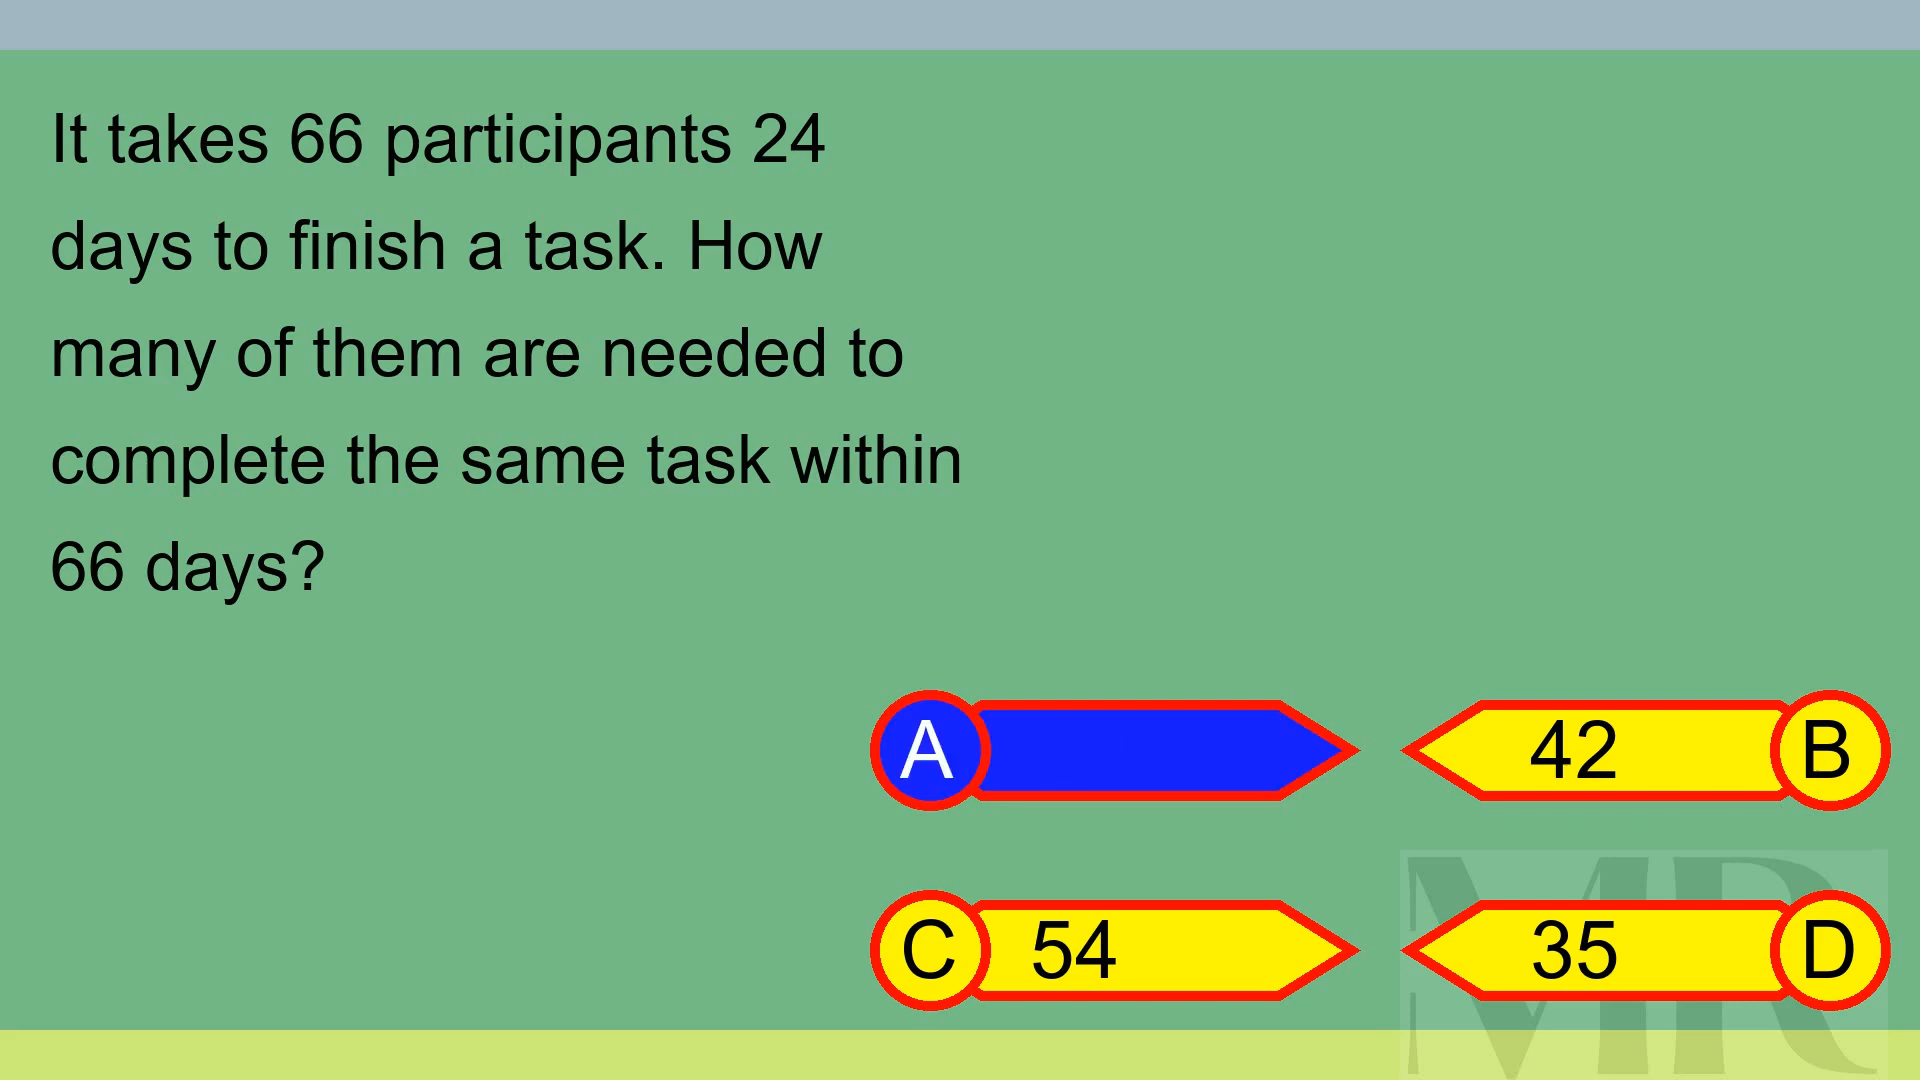 It takes 66 participants 24
days to finish a task. How
many of them are needed to
complete the same task within
66 days?
A
42 B
C 54
35 D
MR